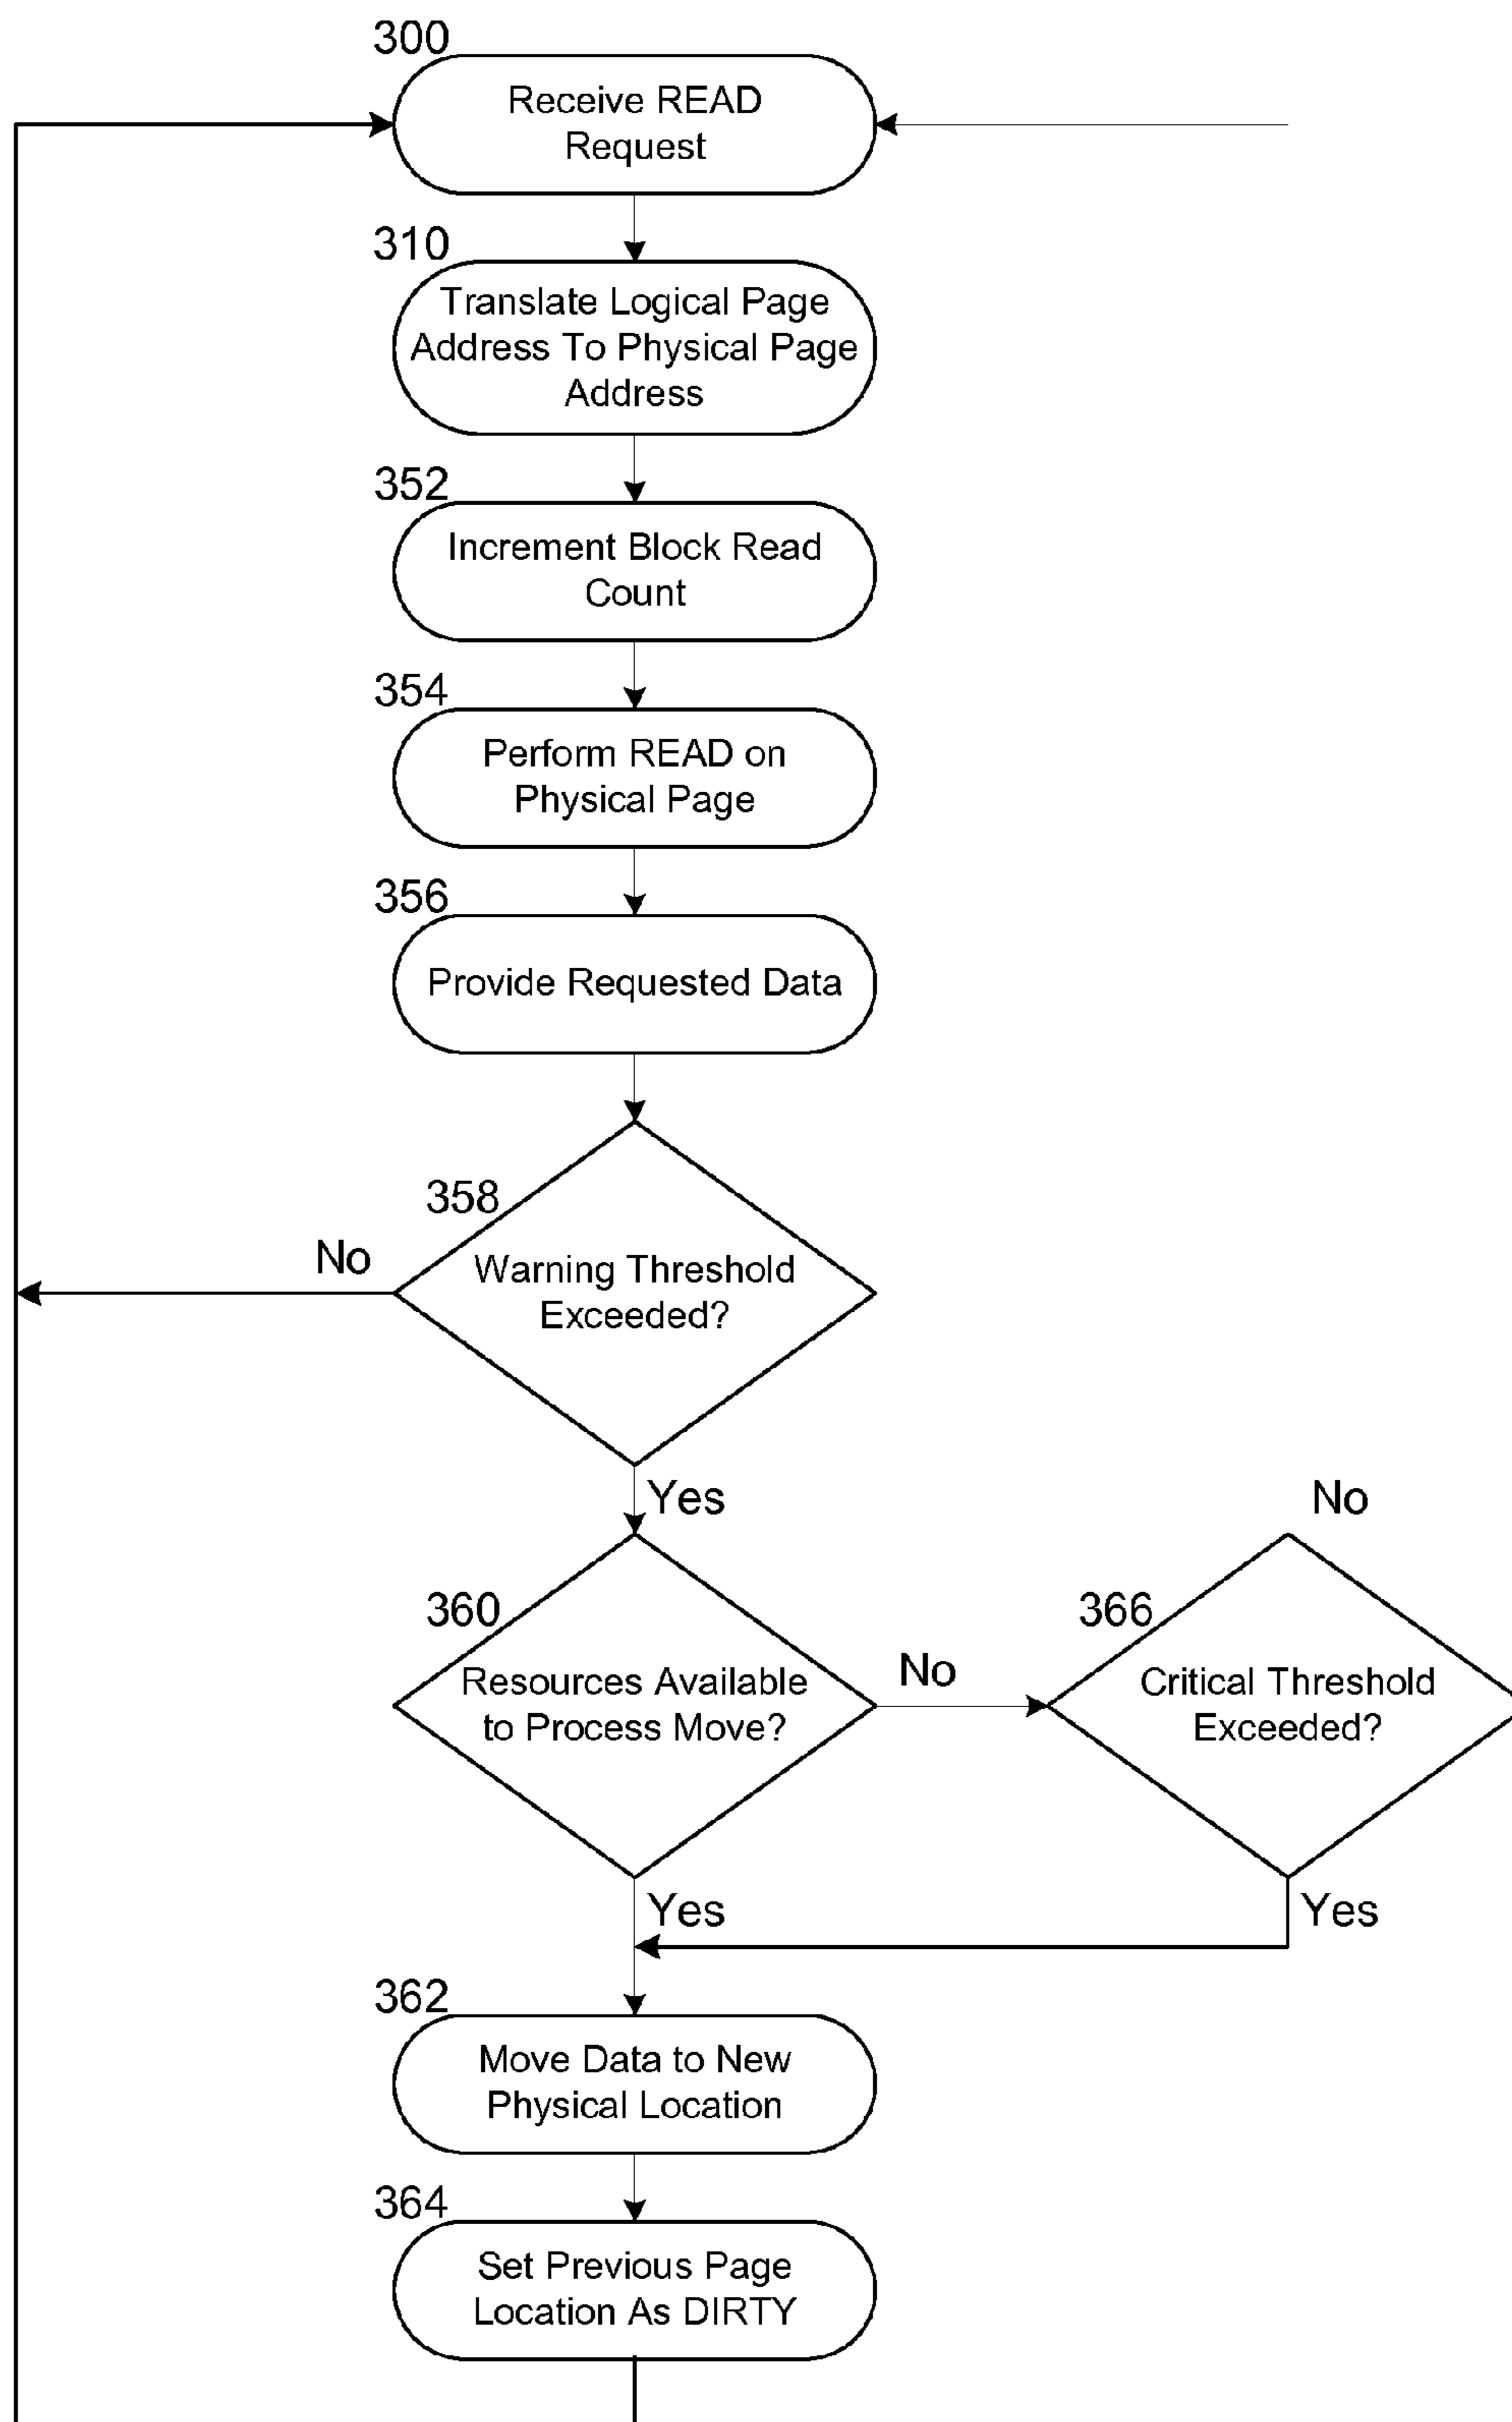 300
Receive READ
Request
310
Translate Logical Page
Address To Physical Page
Address
352
Increment Block Read
Count
354
Perform READ on
Physical Page
356
Provide Requested Data
358
No
Warning Threshold
Exceeded?
Yes
No
360
366
No
Resources Available
to Process Move?
Critical Threshold
Exceeded?
Yes
Yes
362
Move Data to New
Physical Location
364
Set Previous Page
Location As DIRTY